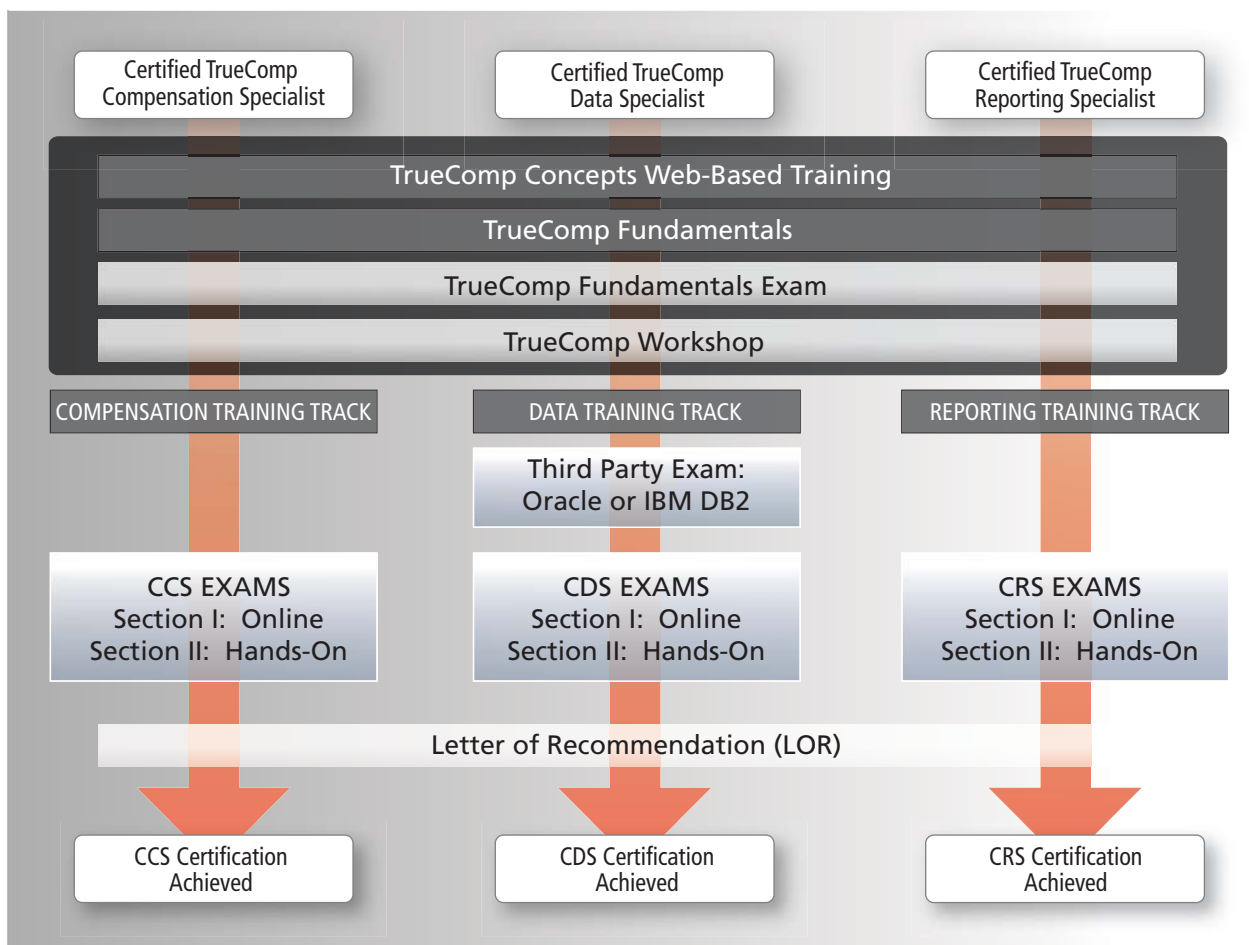 Certified TrueComp
Compensation Specialist
Certified TrueComp
Data Specialist
Certified TrueComp
Reporting Specialist
TrueComp Concepts Web-Based Training
TrueComp Fundamentals
TrueComp Fundamentals Exam
TrueComp Workshop
COMPENSATION TRAINING TRACK
DATA TRAINING TRACK
REPORTING TRAINING TRACK
Third Party Exam:
Oracle or IBM DB2
CCS EXAMS
Section I: Online
Section II: Hands-On
CDS EXAMS
Section I: Online
Section II: Hands-On
CRS EXAMS
Section I: Online
Section II: Hands-On
Letter of Recommendation (LOR)
CCS Certification
Achieved
CDS Certification
Achieved
CRS Certification
Achieved